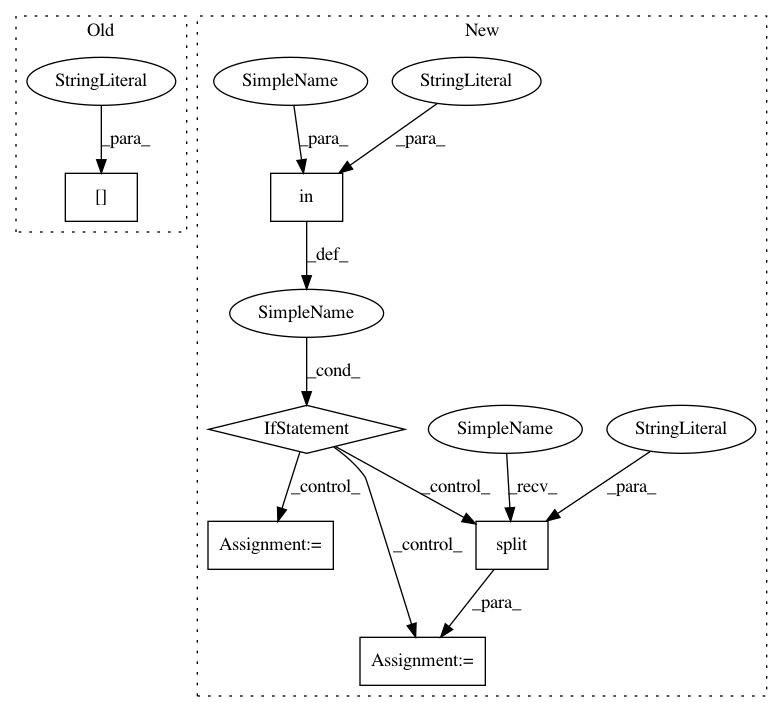 Old
New
StringLiteral
SimpleName
StringLiteral
_para_
_para_
_para_
[]
in
_def_
SimpleName
_cond_
IfStatement
SimpleName
StringLiteral
_control_
_control_
_recv_
_para_
_control_
Assignment:=
split
_para_
Assignment:=